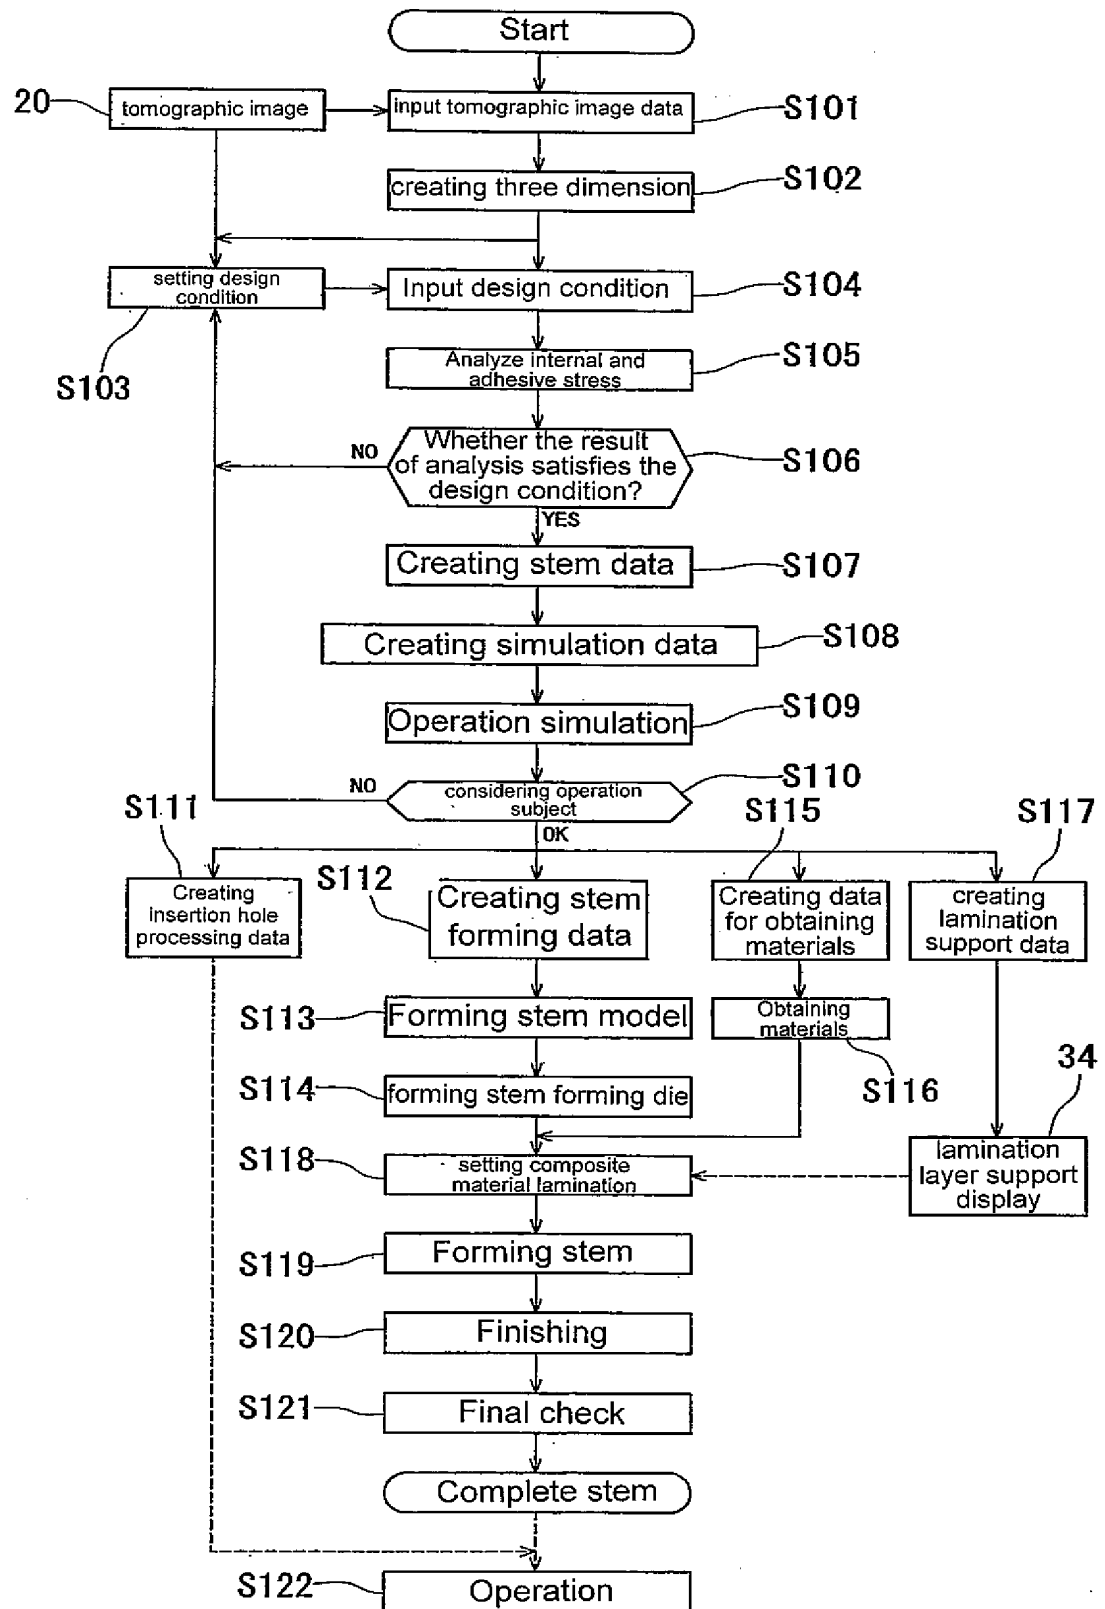 Start
20
tomographic image
input tomographic image data
S101
creating three dimension
S102
setting design
condition
S103
Input design condition
S104
Analyze internal and
adhesive stress
S105
Whether the result
of analysis satisfies the
design condition?
S106
NO
YES
Creating stem data
S107
Creating simulation data
S108
Operation simulation
S109
considering operation
subject
S110
NO
OK
S111
Creating
insertion hole
processing data
S112
Creating stem
forming data
S115
Creating data
for obtaining
materials
S117
creating
lamination
support data
S113
Forming stem model
Obtaining
materials
S116
S114
forming stem forming die
34
lamination
layer support
display
S118
setting composite
material lamination
S119
Forming stem
S120
Finishing
S121
Final check
Complete stem
S122
Operation